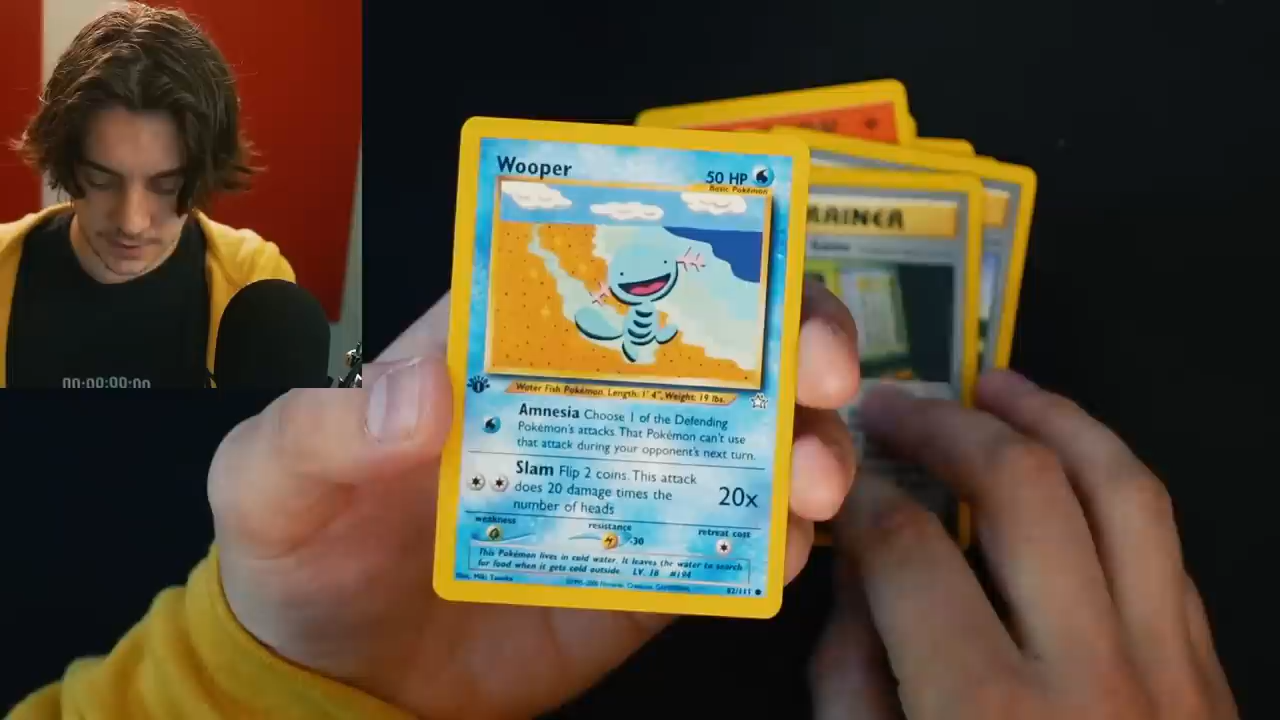 00:00:00:00
Wooper
50 HP
Basic Pokémon
Water Fish Pokémon. Length: 1' 4", Weight: 19 lbs.
Amnesia Choose 1 of the Defending
Pokémon's attacks. That Pokémon can't use
that attack during your opponent's next turn.
Slam Flip 2 coins. This attack
does 20 damage times the
number of heads
20x
weakness
resistance
-30
retreat cost
This Pokémon lives in cold water. It leaves the water to search
for food when it gets cold outside. LV. 18 #194
82/111
RAINER